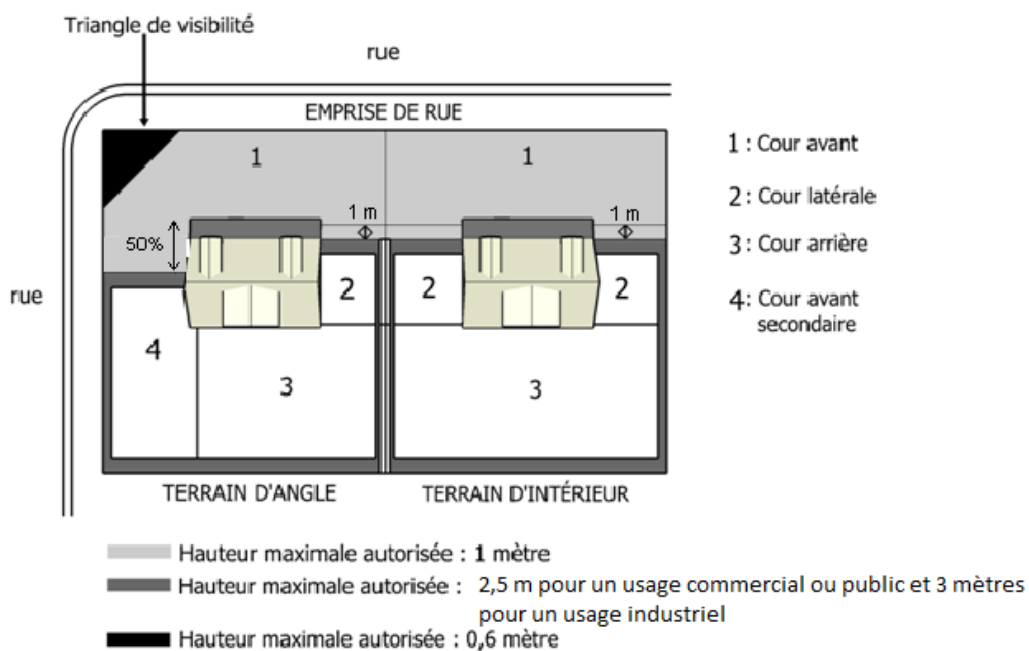 Triangle de visibilité
rue
EMPRISE DE RUE
1
1
1 : Cour avant
2 : Cour latérale
3 : Cour arrière
4: Cour avant
secondaire
50%
1 m
1 m
rue
2
2
2
4
3
3
TERRAIN D'ANGLE
TERRAIN D'INTÉRIEUR
Hauteur maximale autorisée : 1 mètre
Hauteur maximale autorisée : 2,5 m pour un usage commercial ou public et 3 mètres
pour un usage industriel
Hauteur maximale autorisée : 0,6 mètre